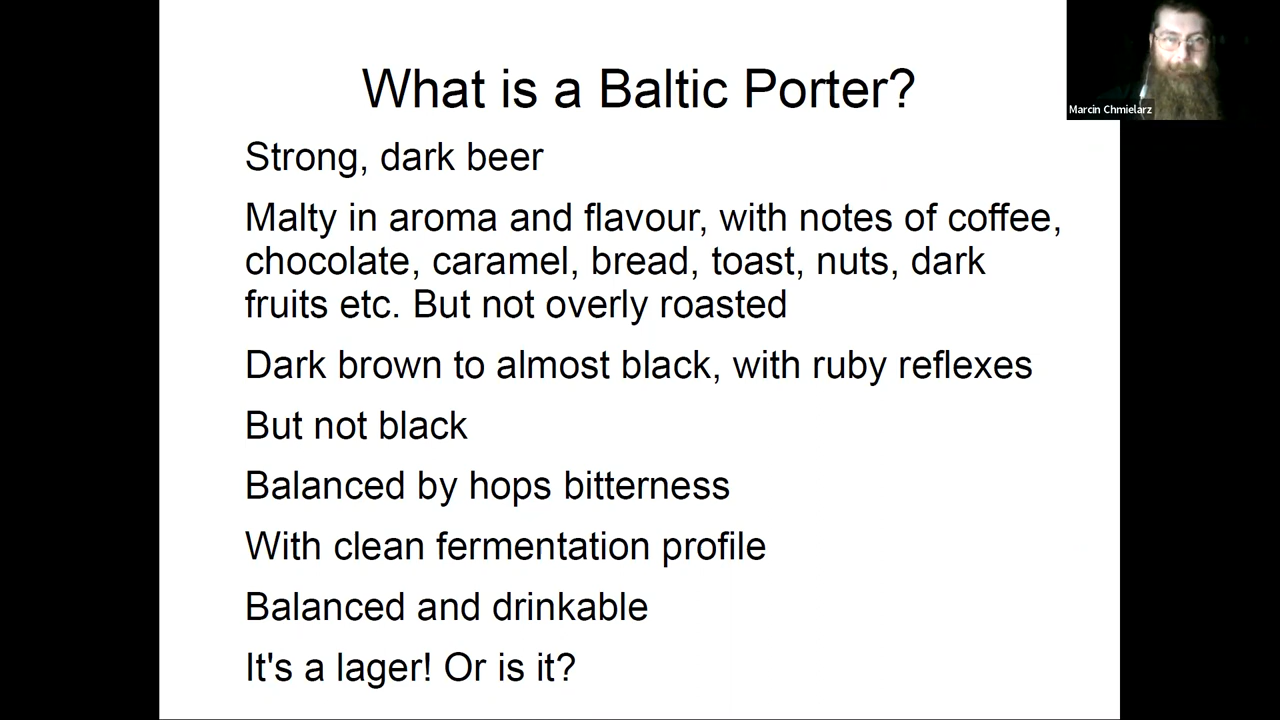 What is a Baltic Porter?
Marcin Chmielarz
Strong, dark beer
Malty in aroma and flavour, with notes of coffee,
chocolate, caramel, bread, toast, nuts, dark
fruits etc. But not overly roasted
Dark brown to almost black, with ruby reflexes
But not black
Balanced by hops bitterness
With clean fermentation profile
Balanced and drinkable
It's a lager! Or is it?